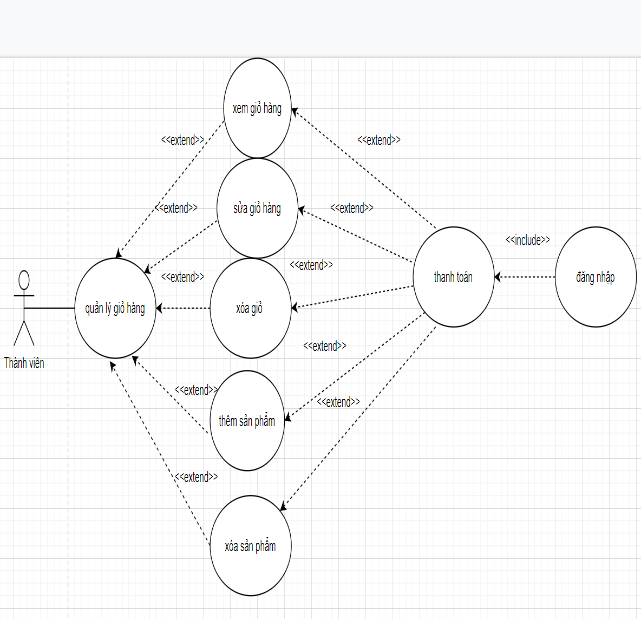 xem giỏ hàng
<<extend>>
<<extend>>
<<extend>>
sửa giỏ hàng
<<extend>>
<<include>>
<<extend>>
<<extend>>
thanh toán
đăng nhập
quản lý giỏ hàng
xóa giỏ
<<extend>>
Thành viên
<<extend>>
<<extend>>
thêm sản phẩm
<<extend>>
xóa sản phẩm